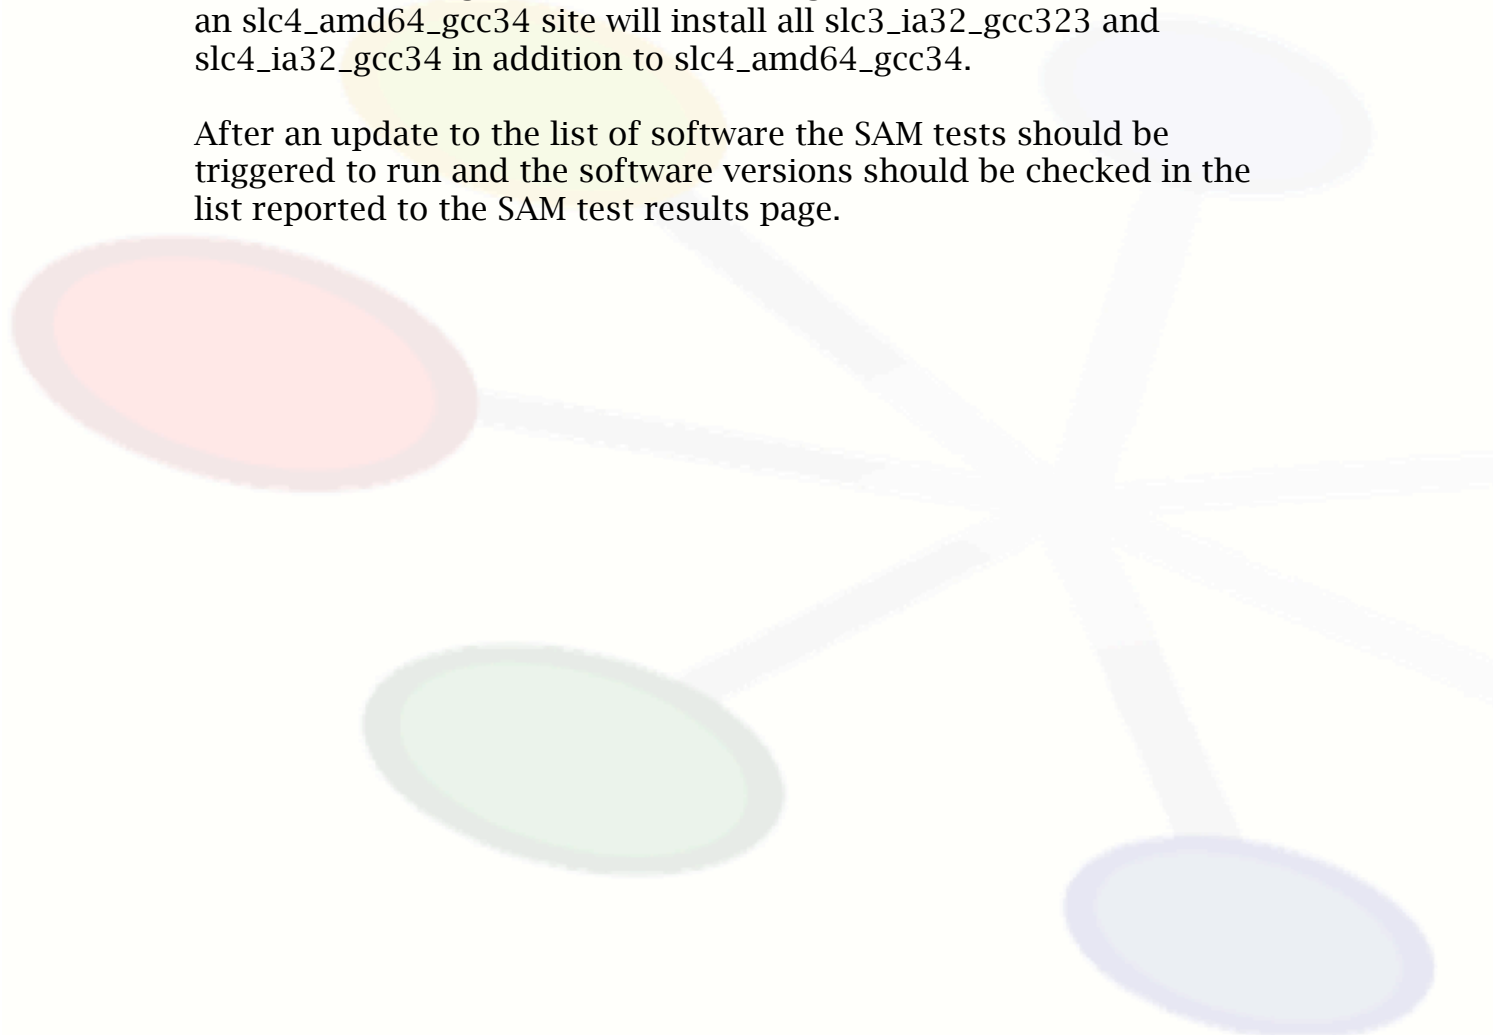 an slc4_amd64_gcc34 site will install all slc3_ia32_gcc323 and
slc4_ia32_gcc34 in addition to slc4_amd64_gcc34.
After an update to the list of software the SAM tests should be
triggered to run and the software versions should be checked in the
list reported to the SAM test results page.